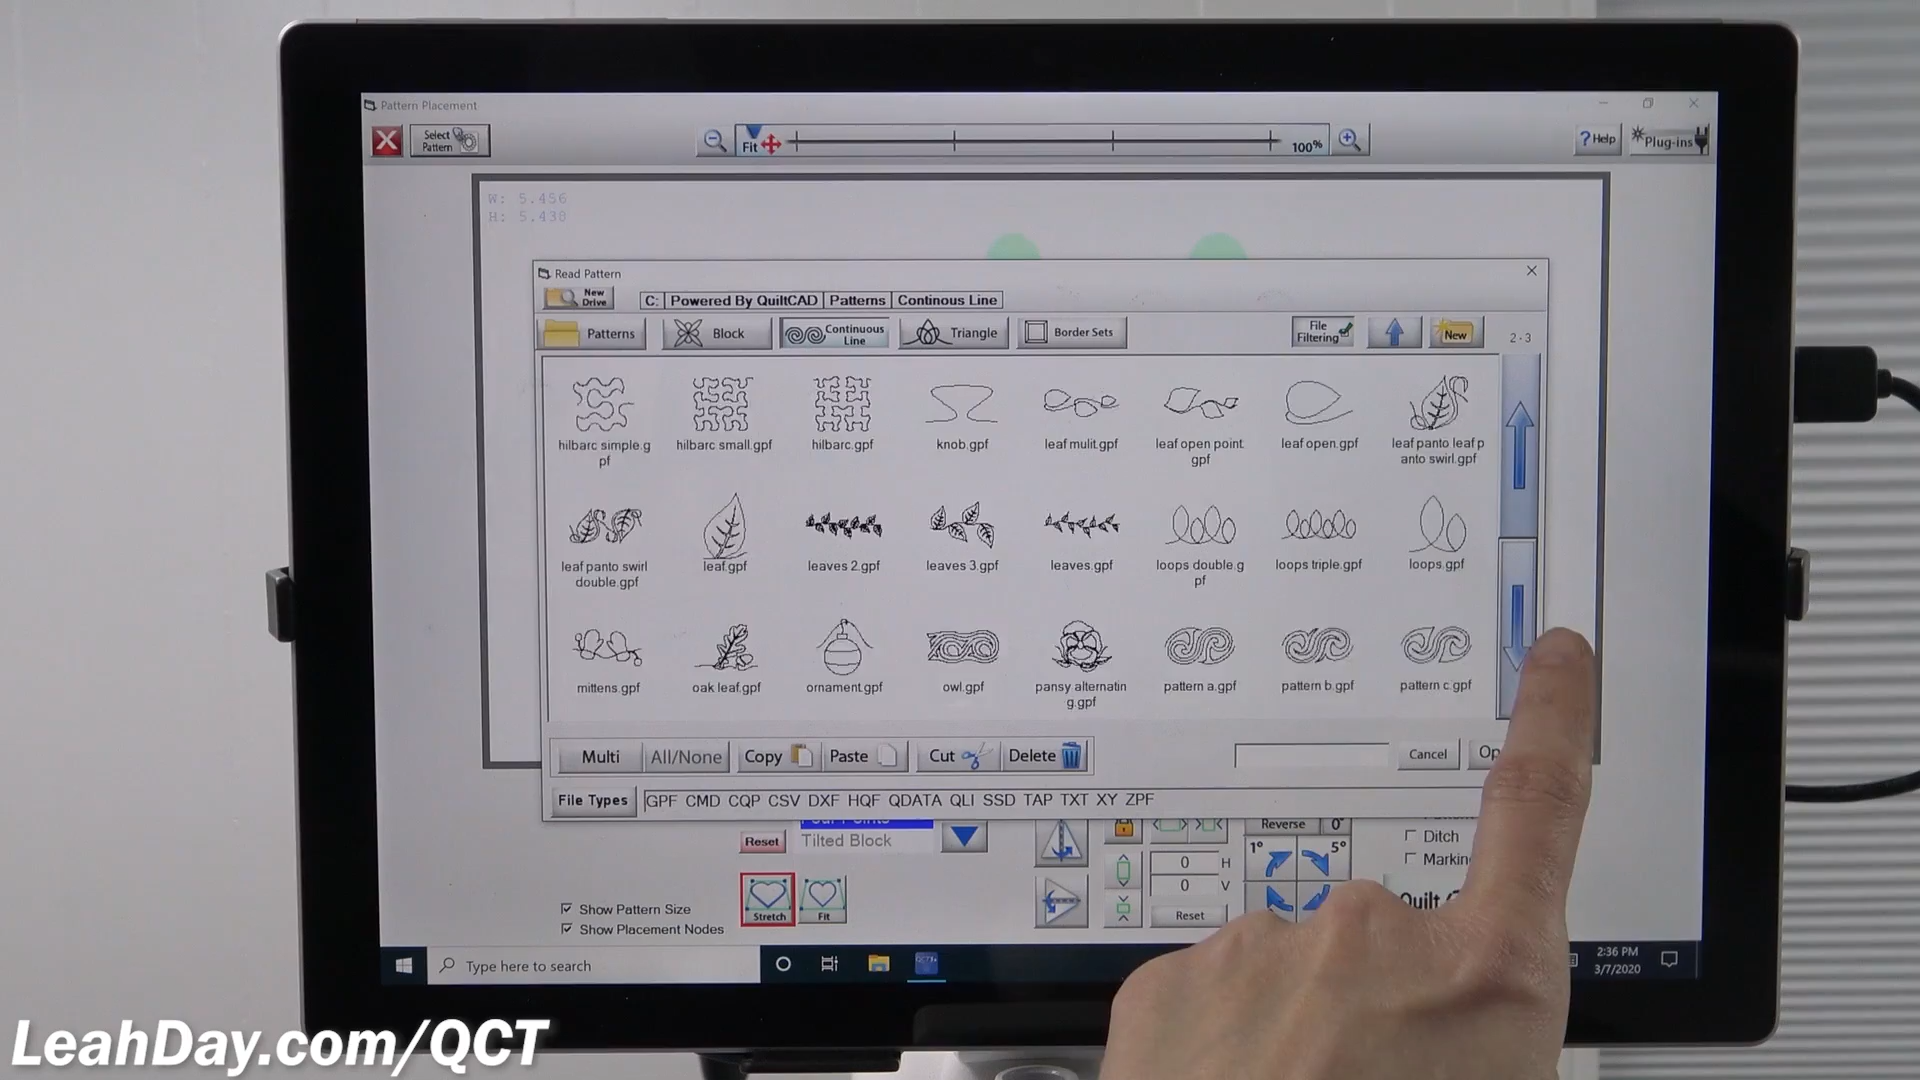 Pattern Placement
Select
Pattern
Fit
100%
? Help
Plug-ins
W: 5.456
H: 5.438
Read Pattern
New
Drive
C: Powered By QuiltCAD Patterns Continous Line
Patterns
Block
Continuous
Line
Triangle
Border Sets
File
Filtering
New
2 - 3
hilbarc simple.g
pf
hilbarc small.gpf
hilbarc.gpf
knob.gpf
leaf mulit.gpf
leaf open point.
gpf
leaf open.gpf
leaf panto leaf p
anto swirl.gpf
leaf panto swirl
double.gpf
leaf.gpf
leaves 2.gpf
leaves 3.gpf
leaves.gpf
loops double.g
pf
loops triple.gpf
loops.gpf
mittens.gpf
oak leaf.gpf
ornament.gpf
owl.gpf
pansy alternatin
g.gpf
pattern a.gpf
pattern b.gpf
pattern c.gpf
Multi
All/None
Copy
Paste
Cut
Delete
Cancel
Op
File Types
GPF CMD CQP CSV DXF HQF QDATA QLI SSD TAP TXT XY ZPF
Reset
Tilted Block
Reverse
0°
Ditch
1°
5°
Markin
0 H
0 V
Reset
Quilt
Stretch
Fit
Show Pattern Size
Show Placement Nodes
Type here to search
2:36 PM
3/7/2020
LeahDay.com/QCT